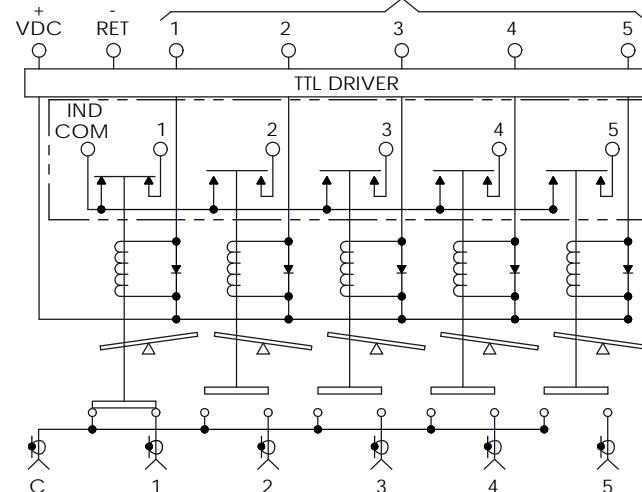 + -
VDC RET 1 2 3 4 5
TTL DRIVER
IND
COM 1 2 3 4 5
C 1 2 3 4 5